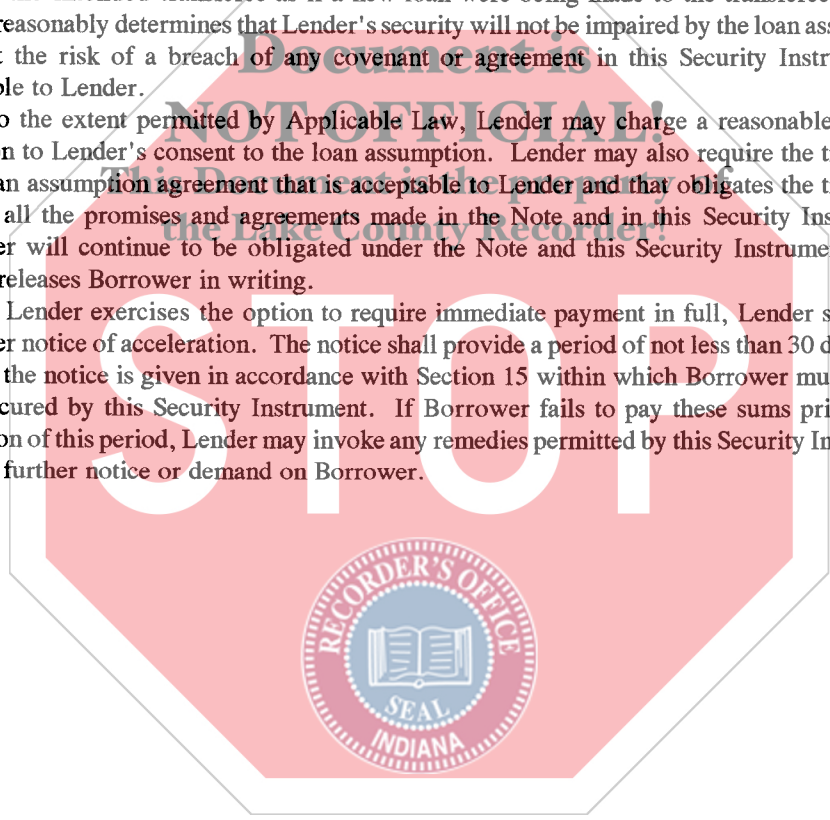 easonably determines that Lender's security will not be impaired by the loan ass
the risk of a breach of any covenant or agreement in this Security Instr
le to Lender.
o the extent permitted by Applicable Law, Lender may charge a reasonable
n to Lender's consent to the loan assumption. Lender may also require the t
an assumption agreement that is acceptable to Lender and that obligates the t
all the promises and agreements made in the Note and in this Security Ins
er will continue to be obligated under the Note and this Security Instrume
releases Borrower in writing.
Lender exercises the option to require immediate payment in full, Lender s
er notice of acceleration. The notice shall provide a period of not less than 30 d
the notice is given in accordance with Section 15 within which Borrower mu
cured by this Security Instrument. If Borrower fails to pay these sums pri
on of this period, Lender may invoke any remedies permitted by this Security In
further notice or demand on Borrower.
Document is
NOT OFFICIAL!
This Document is the property
the Lake County Recorder!
STOP
RECORDER'S OFFICE
SEAL
INDIANA